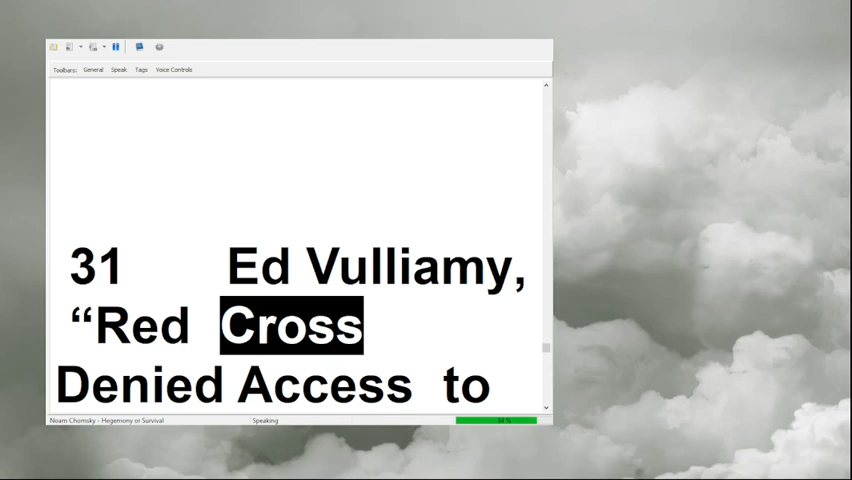 Toolbars: General Speak Tags Voice Controls
31 Ed Vulliamy,
“Red Cross
Denied Access to
Noam Chomsky - Hegemony or Survival Speaking 54 %